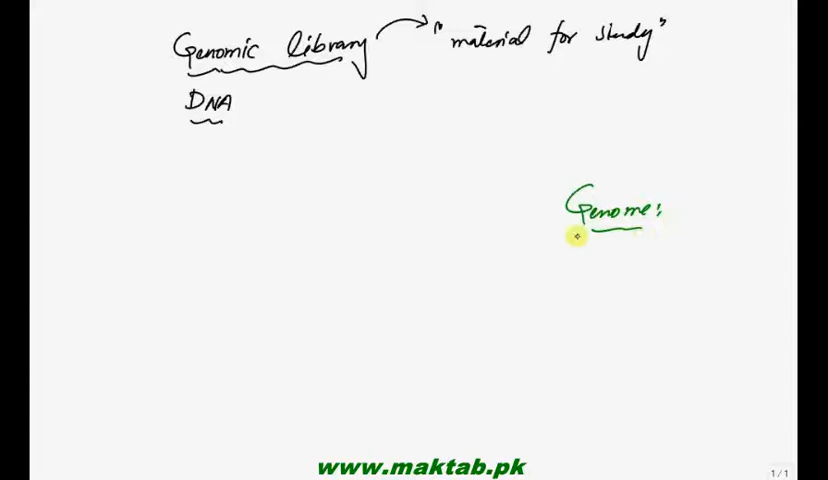 Genomic library "material for study"
DNA
Genome:
www.maktab.pk
1/1